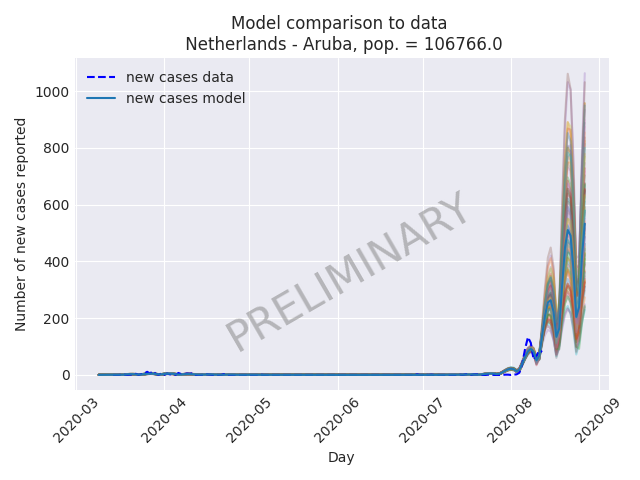 Model comparison to data
Netherlands - Aruba, pop. = 106766.0
new cases data
new cases model
1000
800
600
400
200
0
Number of new cases reported
PRELIMINARY
2020-03
2020-04
2020-05
2020-06
2020-07
2020-08
2020-09
Day